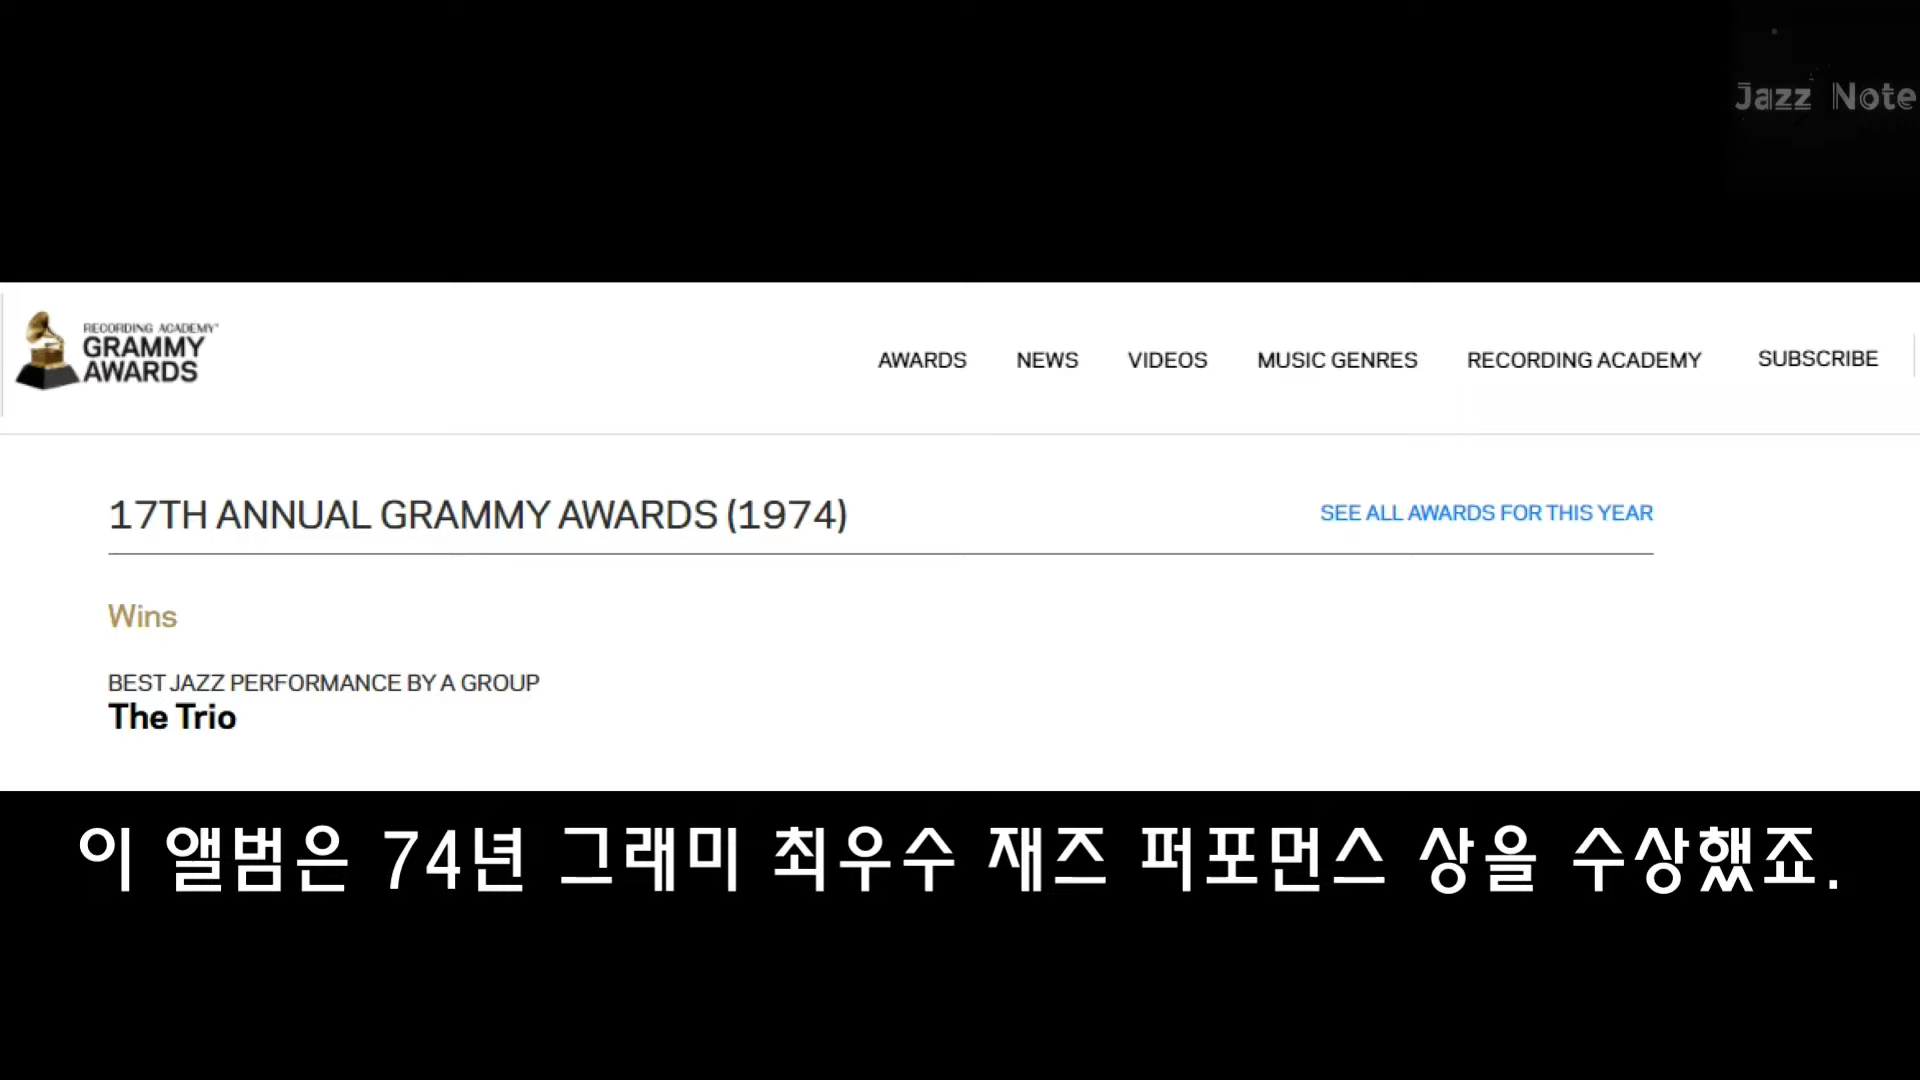 Jazz Note
RECORDING ACADEMY™
GRAMMY
AWARDS
AWARDS NEWS VIDEOS MUSIC GENRES RECORDING ACADEMY SUBSCRIBE
17TH ANNUAL GRAMMY AWARDS (1974) SEE ALL AWARDS FOR THIS YEAR
Wins
BEST JAZZ PERFORMANCE BY A GROUP
The Trio
이 앨범은 74년 그래미 최우수 재즈 퍼포먼스 상을 수상했죠.